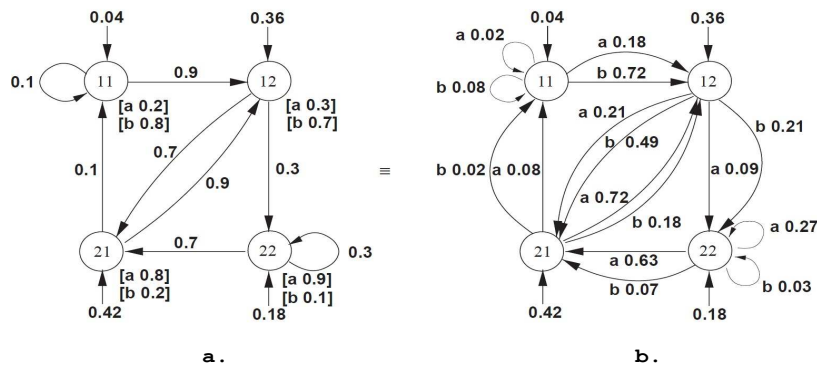 0.04
0.36
0.1
11
0.9
12
[a 0.2]
[b 0.8]
[a 0.3]
[b 0.7]
0.7
0.1
0.9
0.3
21
0.7
22
0.3
[a 0.8]
[b 0.2]
[a 0.9]
[b 0.1]
0.42
0.18
a.
≡
0.04
0.36
a 0.02
a 0.18
b 0.08
11
b 0.72
12
a 0.21
b 0.49
b 0.21
b 0.02
a 0.08
a 0.72
a 0.09
b 0.18
a 0.27
21
a 0.63
22
b 0.07
b 0.03
0.42
0.18
b.